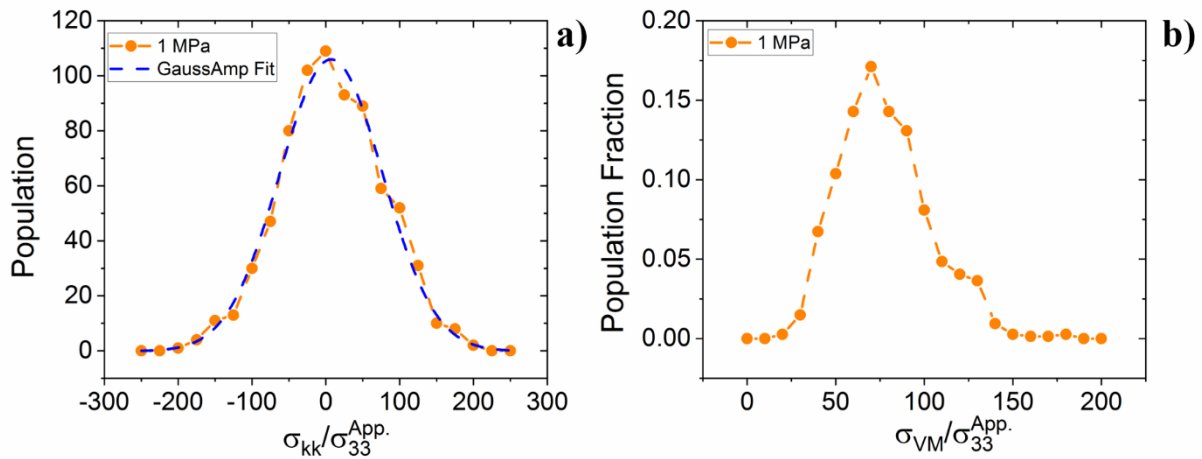 a)
1 MPa
GaussAmp Fit
Population
120
100
80
60
40
20
0
-300 -200 -100 0 100 200 300
σkk/σ33App.
b)
1 MPa
Population Fraction
0.20
0.15
0.10
0.05
0.00
0 50 100 150 200
σVM/σ33App.